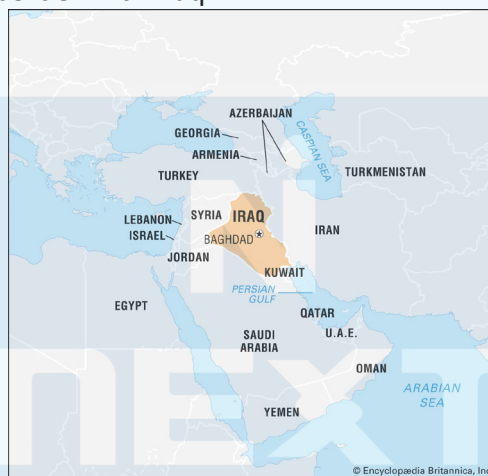 AZERBAIJAN
GEORGIA
ARMENIA
CASPIAN SEA
TURKEY
TURKMENISTAN
SYRIA
IRAQ
LEBANON
ISRAEL
BAGHDAD
IRAN
JORDAN
KUWAIT
PERSIAN
GULF
EGYPT
QATAR
U.A.E.
SAUDI
ARABIA
OMAN
ARABIAN
SEA
YEMEN
N
nEXT
© Encyclopædia Britannica, Inc